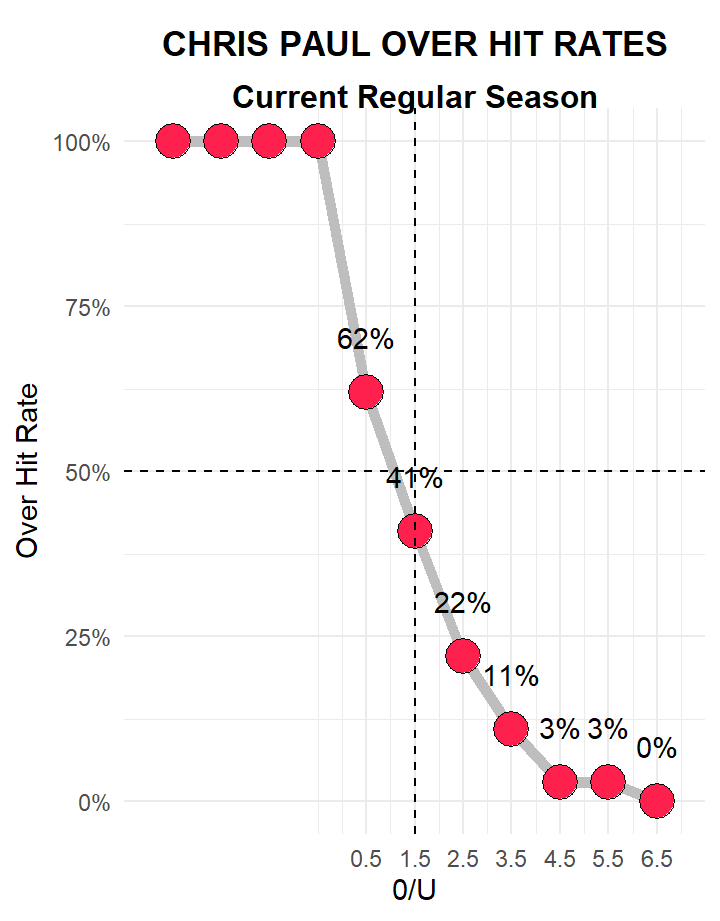 CHRIS PAUL OVER HIT RATES
Current Regular Season
100%
75%
62%
50%
41%
25%
22%
11%
3% 3%
0%
0%
Over Hit Rate
0.5 1.5 2.5 3.5 4.5 5.5 6.5
0/U